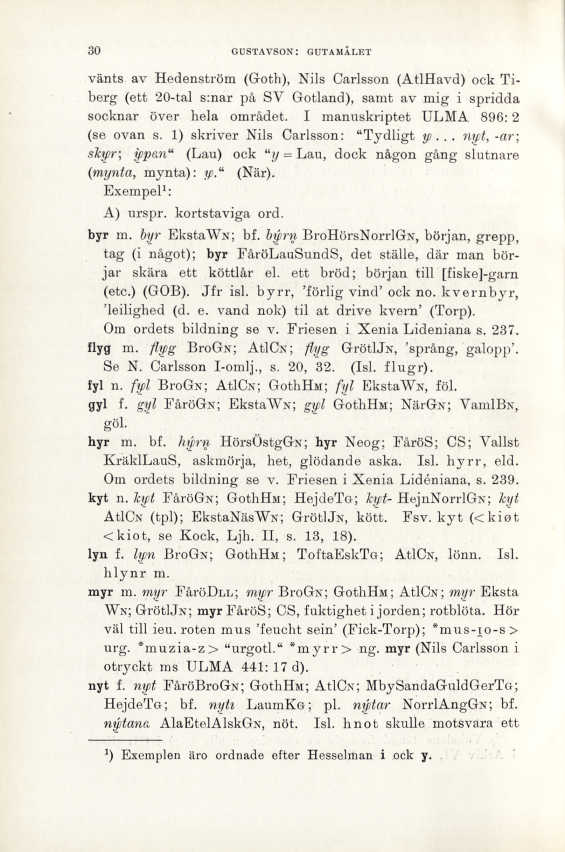 30 GUSTAVSON: GUTAMÅLET
vänts av Hedenström (Goth), Nils Carlsson (AtlHavd) ock Ti-
berg (ett 20-tal s:nar på SV Gotland), samt av mig i spridda
socknar över hela området. I manuskriptet ULMA 896: 2
(se ovan s. 1) skriver Nils Carlsson: “Tydligt y . . . nyt, -ar;
skyr; ypan“ (Lau) ock “y = Lau, dock någon gång slutnare
(mynta, mynta): y.“ (När).
Exempel¹:
A) urspr. kortstaviga ord.
byr m. byr EkstaWN; bf. býrn̥ BroHörsNorrlGN, början, grepp,
tag (i något); byr FåröLauSundS, det ställe, där man bör-
jar skära ett köttlår el. ett bröd; början till [fiske]-garn
(etc.) (GOB). Jfr isl. byrr, ’förlig vind’ ock no. kvernbyr,
’leilighed (d. e. vand nok) til at drive kvern’ (Torp).
Om ordets bildning se v. Friesen i Xenia Lideniana s. 237.
flyg m. flyg BroGN; AtlCN; flyg GrötlJN, ’språng, galopp’.
Se N. Carlsson I-omlj., s. 20, 32. (Isl. flugr).
fyl n. fyl BroGN; AtlCN; GothHM; fyl EkstaWN, föl.
gyl f. gyl FåröGN; EkstaWN; gyl GothHM; NärGN; VamlBN,
göl.
hyr m. bf. hýrn̥ HörsÖstgGN; hyr Neog; FåröS; CS; Vallst
KräklLauS, askmörja, het, glödande aska. Isl. hyrr, eld.
Om ordets bildning se v. Friesen i Xenia Lidéniana, s. 239.
kyt n. kyt FåröGN; GothHM; HejdeTG; kyt- HejnNorrlGN; kyt
AtlCN (tpl); EkstaNäsWN; GrötlJN, kött. Fsv. kyt (< kiøt
< kiot, se Kock, Ljh. II, s. 13, 18).
lyn f. lyn BroGN; GothHM; ToftaEskTG; AtlCN, lönn. Isl.
hlynr m.
myr m. myr FåröDLL; myr BroGN; GothHM; AtlCN; myr Eksta
WN; GrötlJN; myr FåröS; CS, fuktighet i jorden; rotblöta. Hör
väl till ieu. roten mus ’feucht sein’ (Fick-Torp); *mus-i̯o-s >
urg. *muzia-z > “urgotl.“ *myrr > ng. myr (Nils Carlsson i
otryckt ms ULMA 441: 17 d).
nyt f. nyt FåröBroGN; GothHM; AtlCN; MbySandaGuldGerTG;
HejdeTG; bf. nyti LaumKG; pl. nýtar NorrlAngGN; bf.
nýtana AlaEtelAlskGN, nöt. Isl. hnot skulle motsvara ett
¹) Exemplen äro ordnade efter Hesselman i ock y.